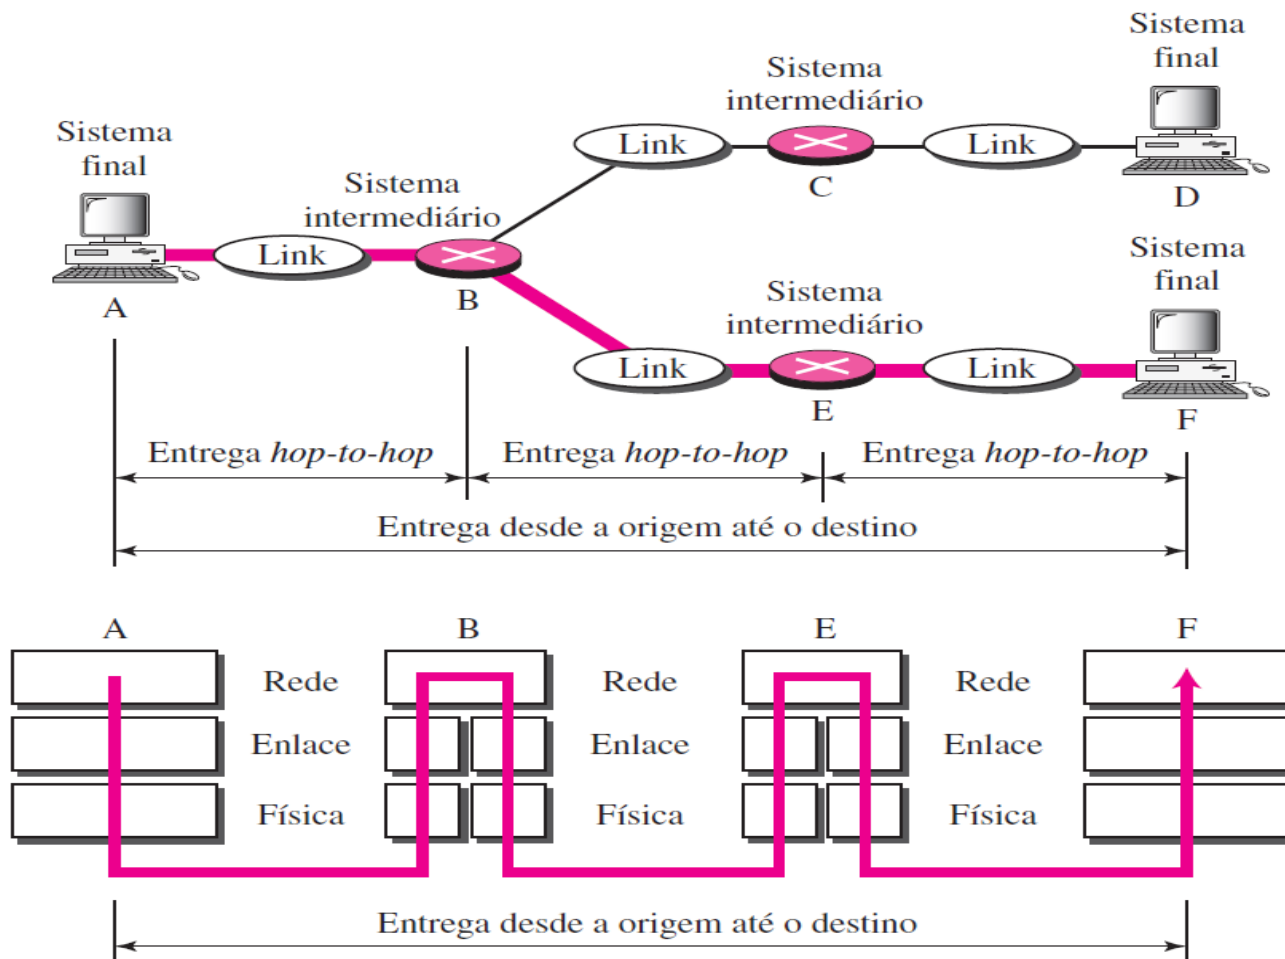 Sistema
final
Sistema
intermediário
Link
Link
C
D
Sistema
final
Sistema
intermediário
Link
A
B
Sistema
final
Sistema
intermediário
Link
Link
E
F
Entrega hop-to-hop
Entrega hop-to-hop
Entrega hop-to-hop
Entrega desde a origem até o destino
A
B
E
F
Rede
Rede
Rede
Enlace
Enlace
Enlace
Física
Física
Física
Entrega desde a origem até o destino